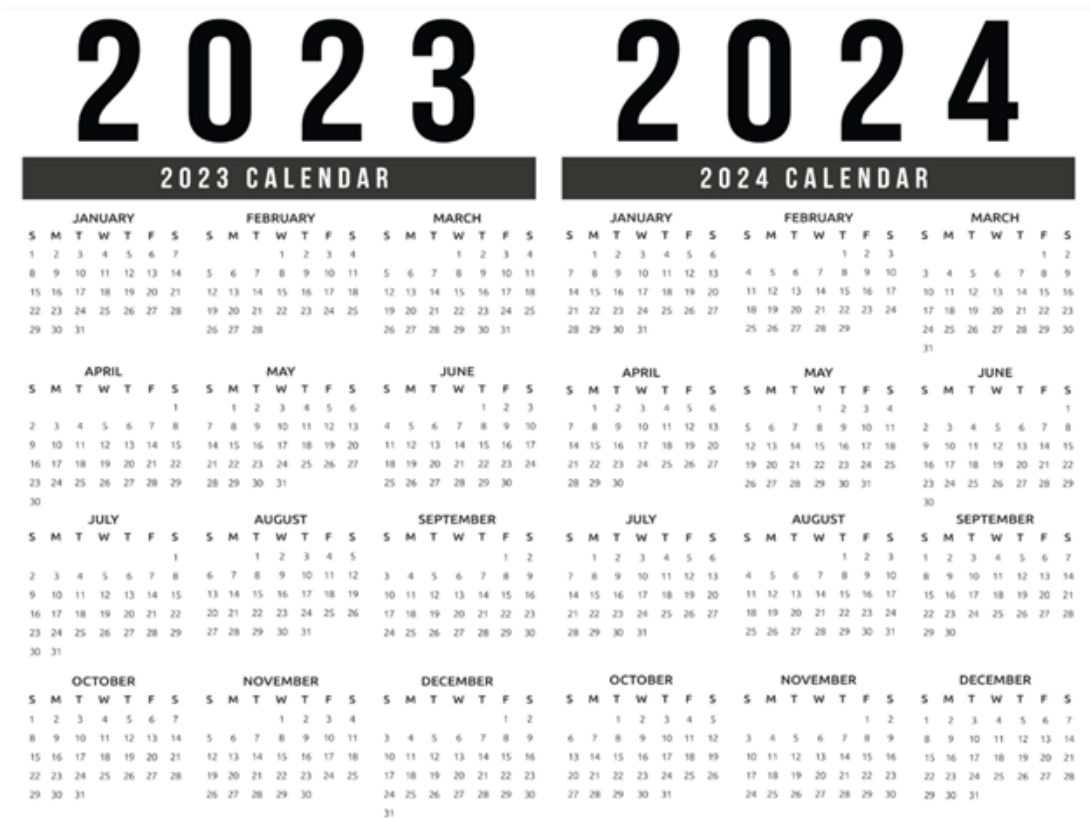 2023
2023 CALENDAR
JANUARY
S M T W T F S
1 2 3 4 5 6 7
8 9 10 11 12 13 14
15 16 17 18 19 20 21
22 23 24 25 26 27 28
29 30 31
FEBRUARY
S M T W T F S
1 2 3 4
5 6 7 8 9 10 11
12 13 14 15 16 17 18
19 20 21 22 23 24 25
26 27 28
MARCH
S M T W T F S
1 2 3 4
5 6 7 8 9 10 11
12 13 14 15 16 17 18
19 20 21 22 23 24 25
26 27 28 29 30 31
APRIL
S M T W T F S
1
2 3 4 5 6 7 8
9 10 11 12 13 14 15
16 17 18 19 20 21 22
23 24 25 26 27 28 29
30
MAY
S M T W T F S
1 2 3 4 5 6
7 8 9 10 11 12 13
14 15 16 17 18 19 20
21 22 23 24 25 26 27
28 29 30 31
JUNE
S M T W T F S
1 2 3
4 5 6 7 8 9 10
11 12 13 14 15 16 17
18 19 20 21 22 23 24
25 26 27 28 29 30
JULY
S M T W T F S
1
2 3 4 5 6 7 8
9 10 11 12 13 14 15
16 17 18 19 20 21 22
23 24 25 26 27 28 29
30 31
AUGUST
S M T W T F S
1 2 3 4 5
6 7 8 9 10 11 12
13 14 15 16 17 18 19
20 21 22 23 24 25 26
27 28 29 30 31
SEPTEMBER
S M T W T F S
1 2
3 4 5 6 7 8 9
10 11 12 13 14 15 16
17 18 19 20 21 22 23
24 25 26 27 28 29 30
OCTOBER
S M T W T F S
1 2 3 4 5 6 7
8 9 10 11 12 13 14
15 16 17 18 19 20 21
22 23 24 25 26 27 28
29 30 31
NOVEMBER
S M T W T F S
1 2 3 4
5 6 7 8 9 10 11
12 13 14 15 16 17 18
19 20 21 22 23 24 25
26 27 28 29 30
DECEMBER
S M T W T F S
1 2
3 4 5 6 7 8 9
10 11 12 13 14 15 16
17 18 19 20 21 22 23
24 25 26 27 28 29 30
31
2024
2024 CALENDAR
JANUARY
S M T W T F S
1 2 3 4 5 6
7 8 9 10 11 12 13
14 15 16 17 18 19 20
21 22 23 24 25 26 27
28 29 30 31
FEBRUARY
S M T W T F S
1 2 3
4 5 6 7 8 9 10
11 12 13 14 15 16 17
18 19 20 21 22 23 24
25 26 27 28 29
MARCH
S M T W T F S
1 2
3 4 5 6 7 8 9
10 11 12 13 14 15 16
17 18 19 20 21 22 23
24 25 26 27 28 29 30
31
APRIL
S M T W T F S
1 2 3 4 5 6
7 8 9 10 11 12 13
14 15 16 17 18 19 20
21 22 23 24 25 26 27
28 29 30
MAY
S M T W T F S
1 2 3 4
5 6 7 8 9 10 11
12 13 14 15 16 17 18
19 20 21 22 23 24 25
26 27 28 29 30 31
JUNE
S M T W T F S
1
2 3 4 5 6 7 8
9 10 11 12 13 14 15
16 17 18 19 20 21 22
23 24 25 26 27 28 29
30
JULY
S M T W T F S
1 2 3 4 5 6
7 8 9 10 11 12 13
14 15 16 17 18 19 20
21 22 23 24 25 26 27
28 29 30 31
AUGUST
S M T W T F S
1 2 3
4 5 6 7 8 9 10
11 12 13 14 15 16 17
18 19 20 21 22 23 24
25 26 27 28 29 30 31
SEPTEMBER
S M T W T F S
1 2 3 4 5 6 7
8 9 10 11 12 13 14
15 16 17 18 19 20 21
22 23 24 25 26 27 28
29 30
OCTOBER
S M T W T F S
1 2 3 4 5
6 7 8 9 10 11 12
13 14 15 16 17 18 19
20 21 22 23 24 25 26
27 28 29 30 31
NOVEMBER
S M T W T F S
1 2
3 4 5 6 7 8 9
10 11 12 13 14 15 16
17 18 19 20 21 22 23
24 25 26 27 28 29 30
DECEMBER
S M T W T F S
1 2 3 4 5 6 7
8 9 10 11 12 13 14
15 16 17 18 19 20 21
22 23 24 25 26 27 28
29 30 31